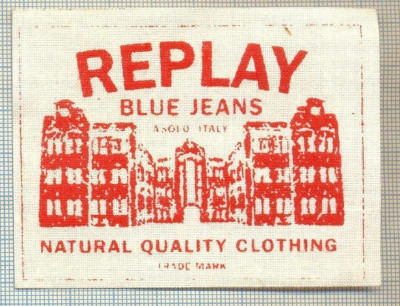 REPLAY
BLUE JEANS
ASOLO ITALY
NATURAL QUALITY CLOTHING
TRADE MARK